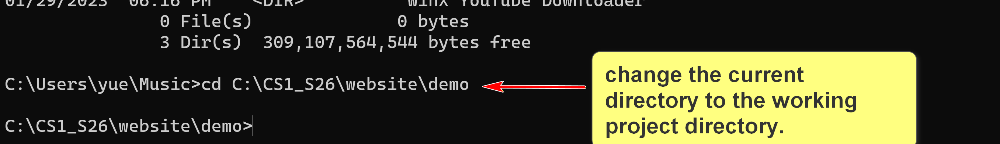 01/29/2023  06:16 PM    <DIR>          WinX YouTube Downloader
               0 File(s)              0 bytes
               3 Dir(s)  309,107,564,544 bytes free
C:\Users\yue\Music>cd C:\CS1_S26\website\demo
C:\CS1_S26\website\demo>
change the current
directory to the working
project directory.